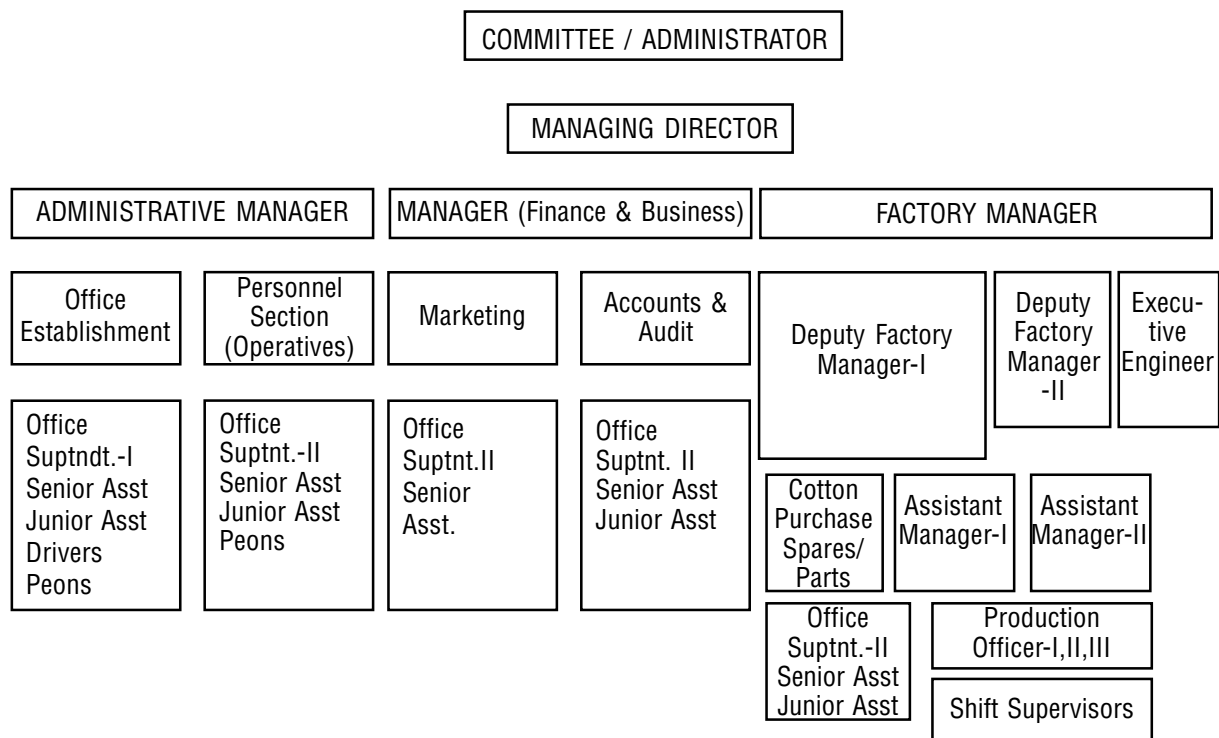 COMMITTEE / ADMINISTRATOR
MANAGING DIRECTOR
ADMINISTRATIVE MANAGER
MANAGER (Finance & Business)
FACTORY MANAGER
Office
Establishment
Personnel
Section
(Operatives)
Marketing
Accounts &
Audit
Deputy Factory
Manager-I
Deputy
Factory
Manager
-II
Execu-
tive
Engineer
Office
Suptndt.-I
Senior Asst
Junior Asst
Drivers
Peons
Office
Suptnt.-II
Senior Asst
Junior Asst
Peons
Office
Suptnt.II
Senior
Asst.
Office
Suptnt. II
Senior Asst
Junior Asst
Cotton
Purchase
Spares/
Parts
Assistant
Manager-I
Assistant
Manager-II
Office
Suptnt.-II
Senior Asst
Junior Asst
Production
Officer-I,II,III
Shift Supervisors